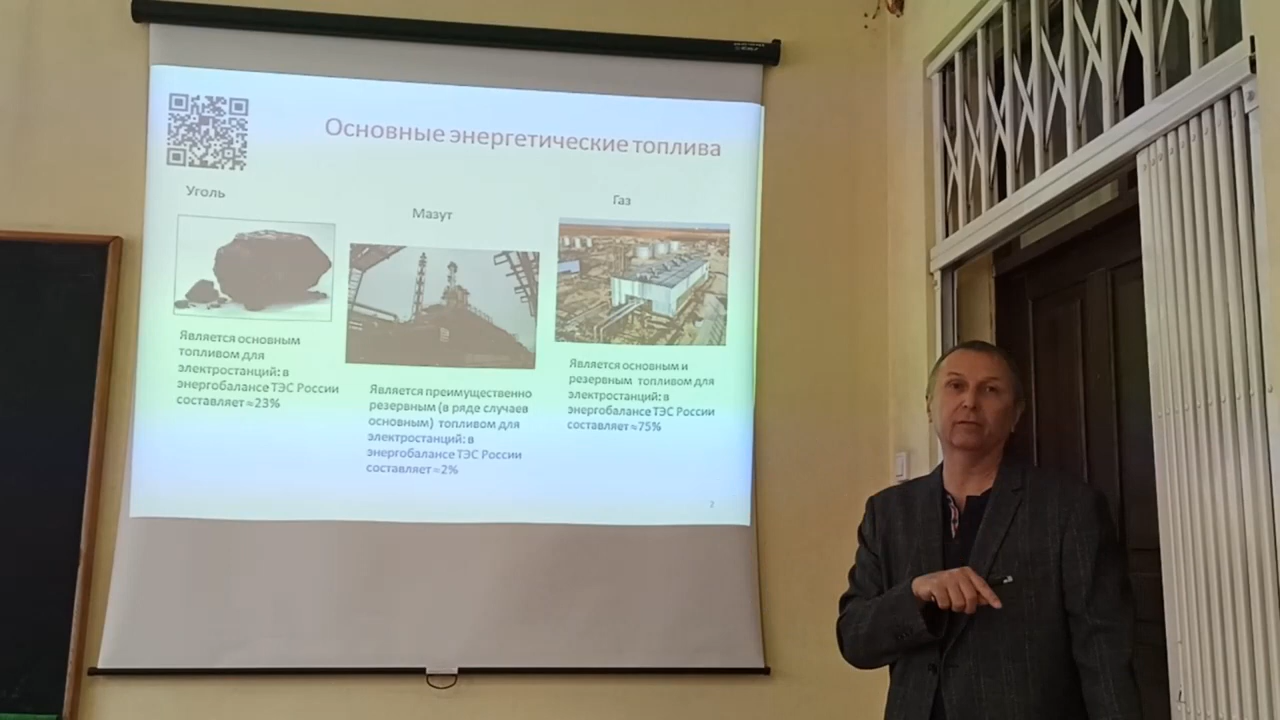 Основные энергетические топлива
Уголь
Мазут
Газ
Является основным
топливом для
электростанций: в
энергобалансе ТЭС России
составляет ≈23%
Является преимущественно
резервным (в ряде случаев
основным) топливом для
электростанций: в
энергобалансе ТЭС России
составляет ≈2%
Является основным и
резервным топливом для
электростанций: в
энергобалансе ТЭС России
составляет ≈75%
2